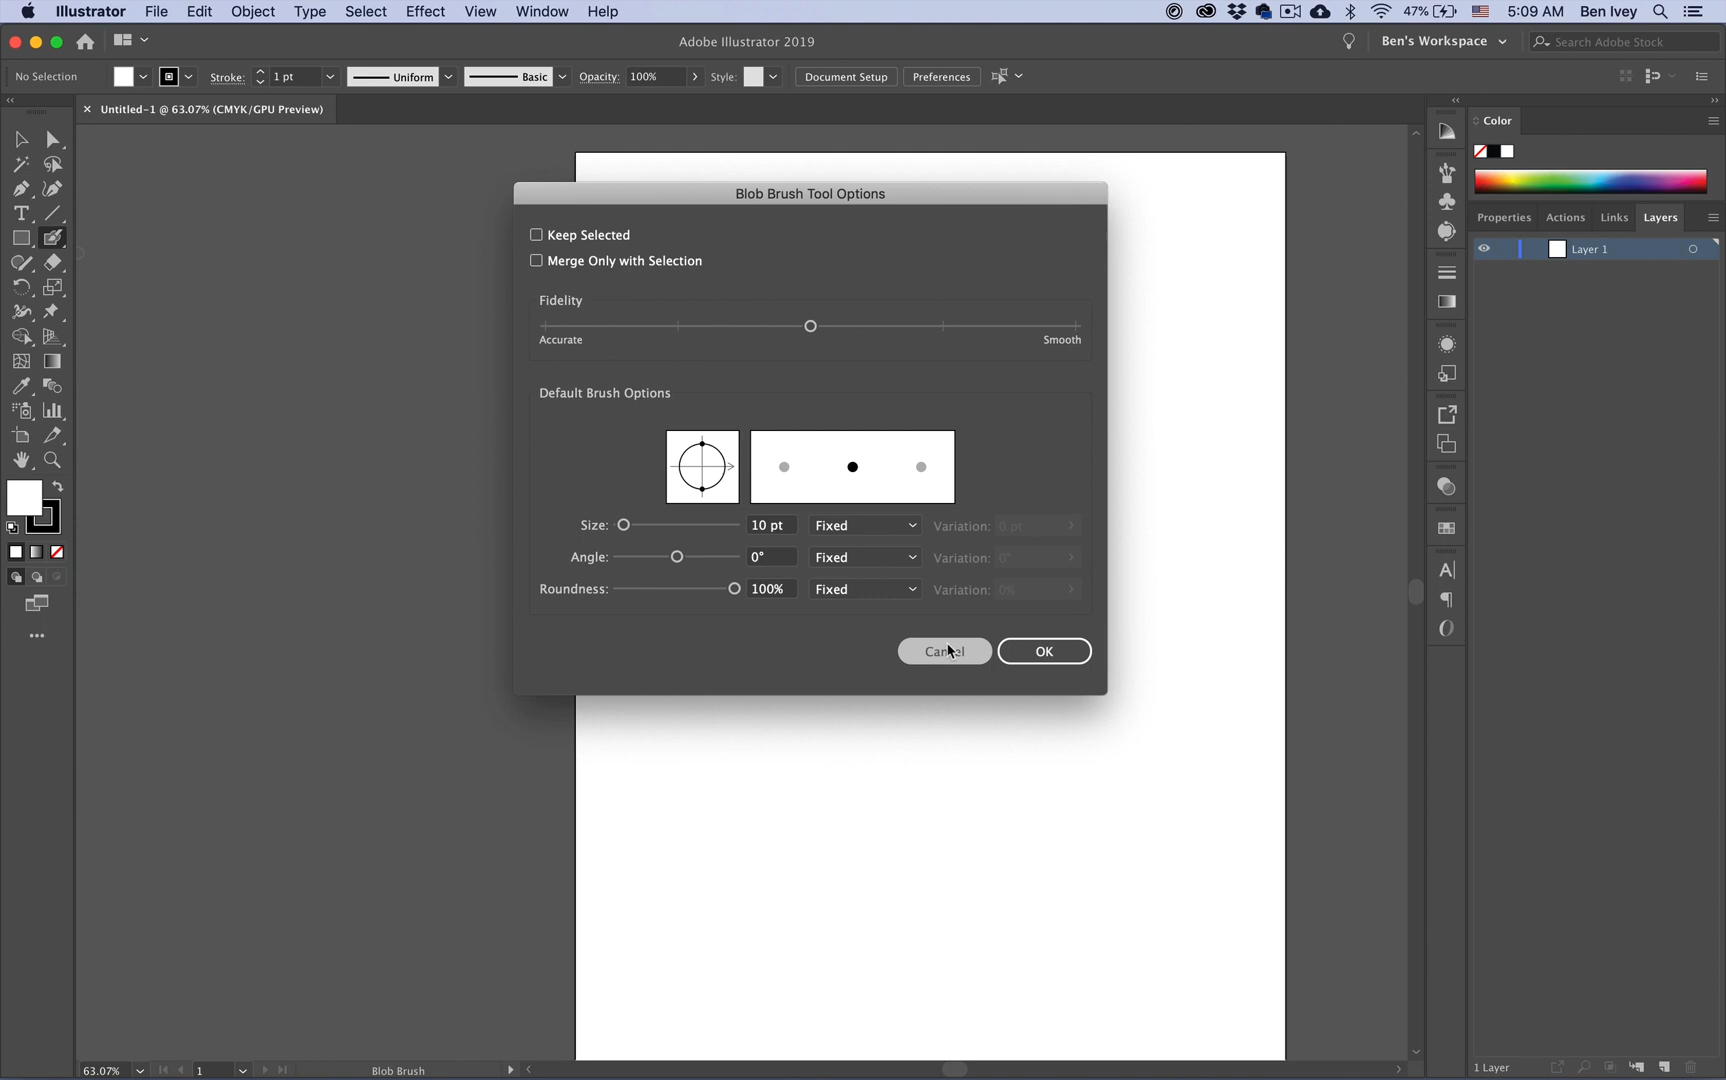 Illustrator File Edit Object Type Select Effect View Window Help 47% 5:09 AM Ben Ivey
Adobe Illustrator 2019 Ben's Workspace Search Adobe Stock
No Selection Stroke: 1 pt Uniform Basic Opacity: 100% Style: Document Setup Preferences
Untitled-1 @ 63.07% (CMYK/GPU Preview)
Color
Blob Brush Tool Options
Properties Actions Links Layers
Keep Selected
Layer 1
Merge Only with Selection
Fidelity
Accurate Smooth
Default Brush Options
Size: 10 pt Fixed Variation: 0 pt
Angle: 0° Fixed Variation: 0°
Roundness: 100% Fixed Variation: 0%
Cancel OK
63.07% 1 Blob Brush 1 Layer